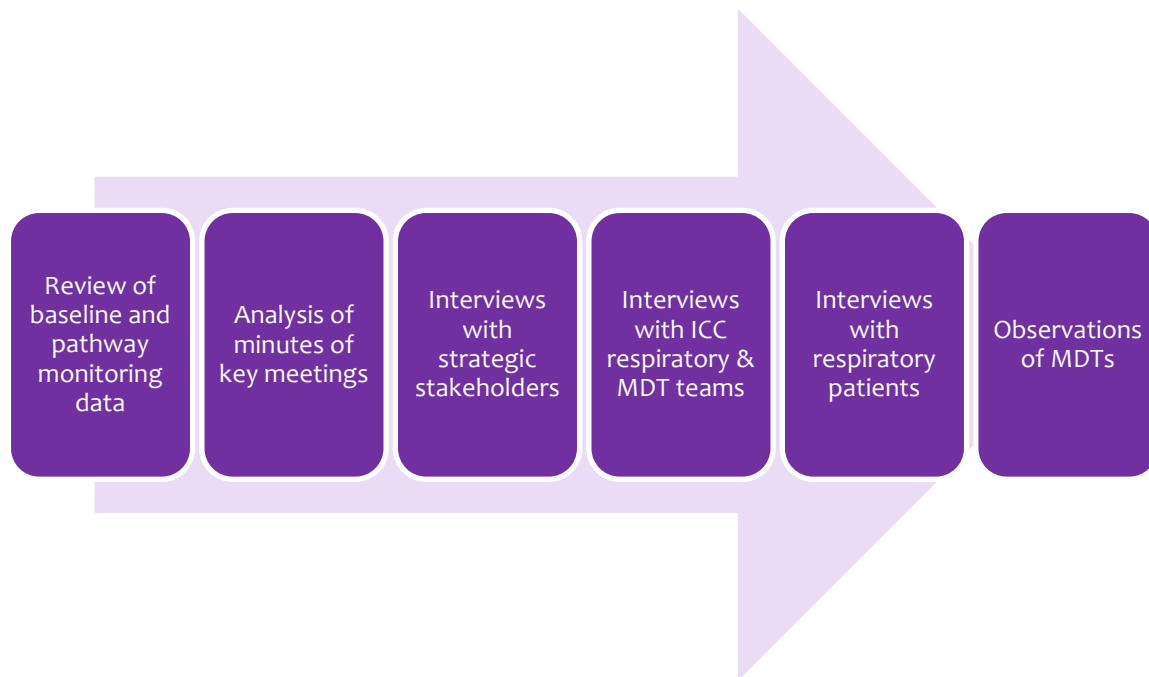 Review of
baseline and
pathway
monitoring
data
Analysis of
minutes of
key meetings
Interviews
with
strategic
stakeholders
Interviews
with ICC
respiratory &
MDT teams
Interviews
with
respiratory
patients
Observations
of MDTs